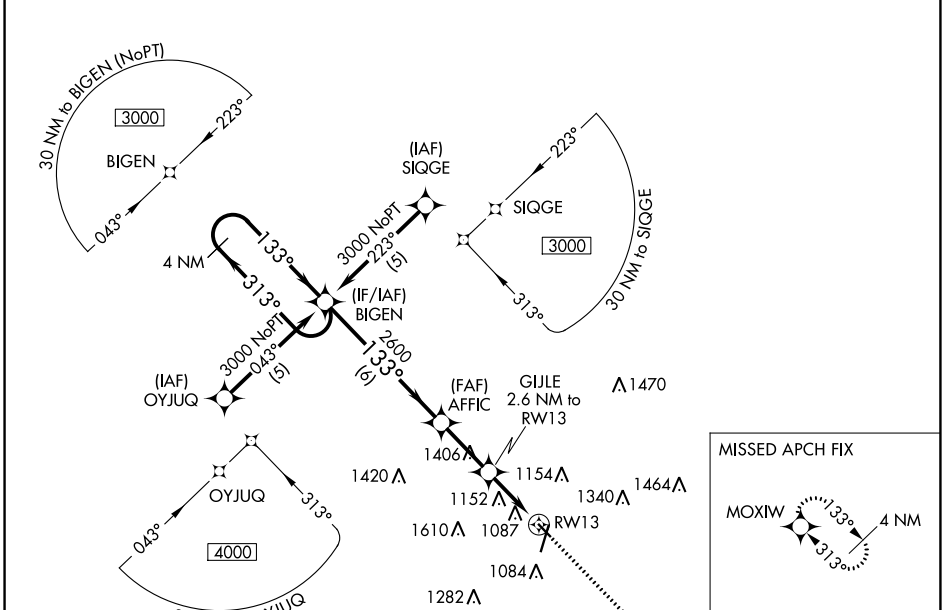 30 NM to BIGEN (NoPT)
3000
223°
BIGEN
043°
(IAF)
SIQGE
223°
SIQGE
3000
30 NM to SIQGE
313°
3000 NoPT
223°
(5)
133°
4 NM
313°
(IF/IAF)
BIGEN
3000 NoPT
043°
(5)
2600
133°
(6)
(IAF)
OYJUQ
(FAF)
AFFIC
GIJLE
2.6 NM to
RW13
1470
1406
1420
1154
1464
1152
1340
1610
1087
RW13
1084
1282
OYJUQ
313°
043°
4000
MISSED APCH FIX
MOXIW
133°
4 NM
313°